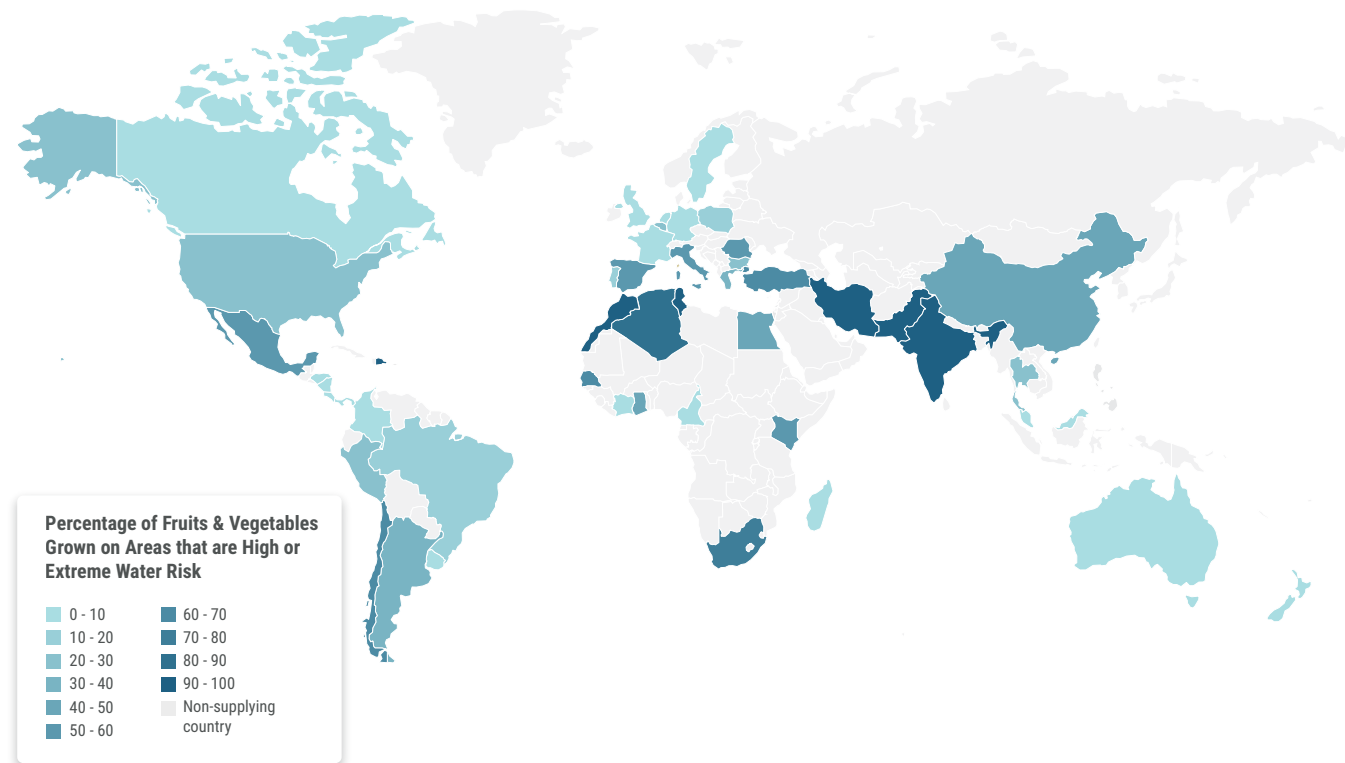 Percentage of Fruits & Vegetables
Grown on Areas that are High or
Extreme Water Risk
0 - 10
10 - 20
20 - 30
30 - 40
40 - 50
50 - 60
60 - 70
70 - 80
80 - 90
90 - 100
Non-supplying
country